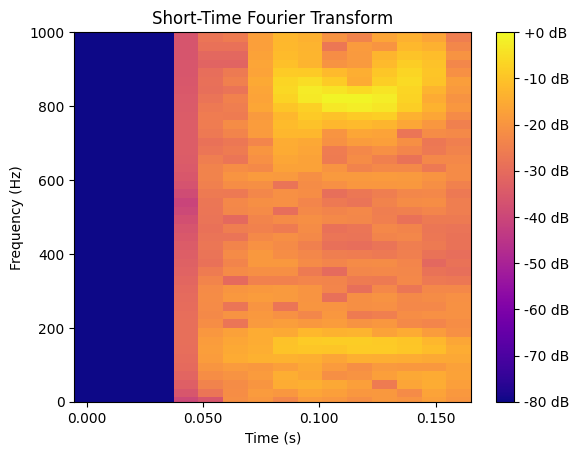 Short-Time Fourier Transform
1000
800
600
400
200
0
Frequency (Hz)
0.000
0.050
0.100
0.150
Time (s)
+0 dB
-10 dB
-20 dB
-30 dB
-40 dB
-50 dB
-60 dB
-70 dB
-80 dB